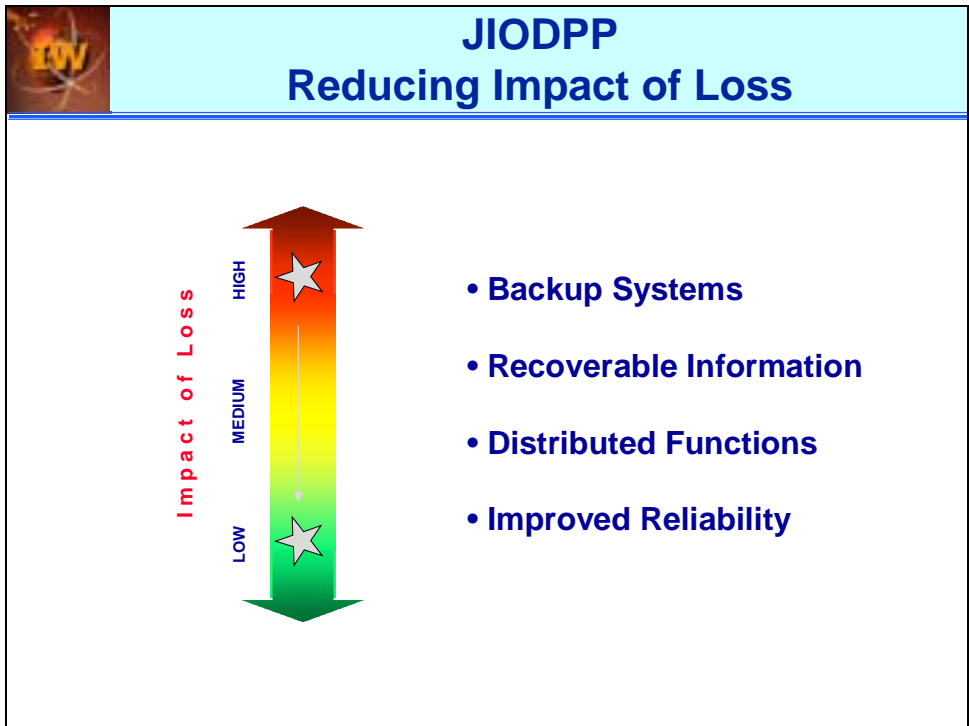 IW
JIODPP
Reducing Impact of Loss
Impact of Loss
HIGH
MEDIUM
LOW
• Backup Systems
• Recoverable Information
• Distributed Functions
• Improved Reliability